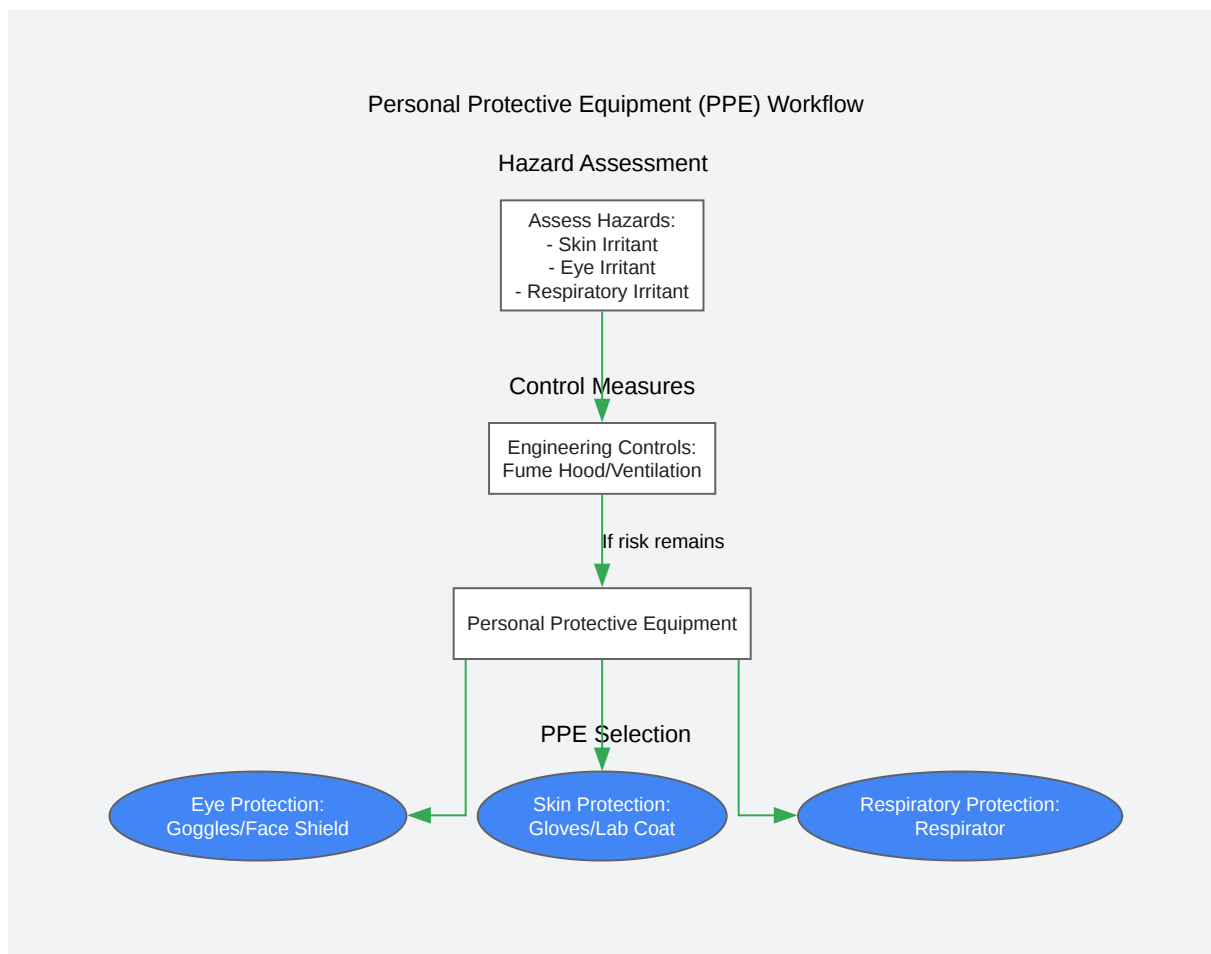 Personal Protective Equipment (PPE) Workflow
Hazard Assessment
Assess Hazards:
- Skin Irritant
- Eye Irritant
- Respiratory Irritant
Control Measures
Engineering Controls:
Fume Hood/Ventilation
If risk remains
Personal Protective Equipment
PPE Selection
Eye Protection:
Goggles/Face Shield
Skin Protection:
Gloves/Lab Coat
Respiratory Protection:
Respirator